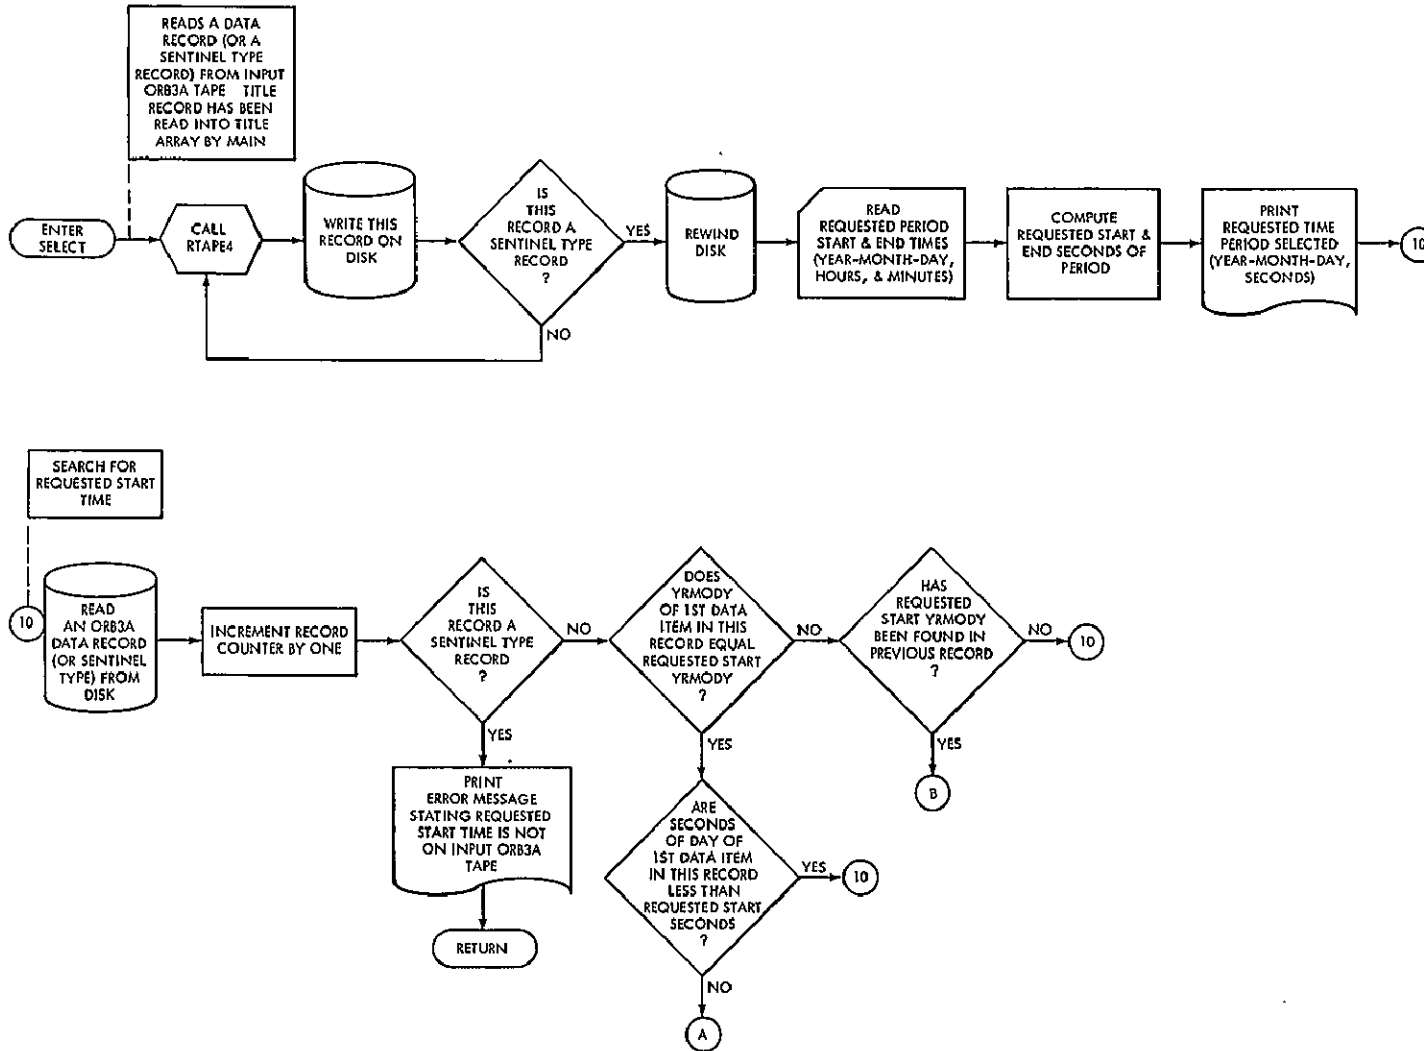 READS A DATA
RECORD (OR A
SENTINEL TYPE
RECORD) FROM INPUT
ORB3A TAPE TITLE
RECORD HAS BEEN
READ INTO TITLE
ARRAY BY MAIN
ENTER
SELECT
CALL
RTAPE4
WRITE THIS
RECORD ON
DISK
IS
THIS
RECORD A
SENTINEL TYPE
RECORD
?
YES
NO
REWIND
DISK
READ
REQUESTED PERIOD
START & END TIMES
(YEAR-MONTH-DAY,
HOURS, & MINUTES)
COMPUTE
REQUESTED START &
END SECONDS OF
PERIOD
PRINT
REQUESTED TIME
PERIOD SELECTED
(YEAR-MONTH-DAY,
SECONDS)
10
SEARCH FOR
REQUESTED START
TIME
10
READ
AN ORB3A
DATA RECORD
(OR SENTINEL
TYPE) FROM
DISK
INCREMENT RECORD
COUNTER BY ONE
IS
THIS
RECORD A
SENTINEL TYPE
RECORD
?
NO
YES
PRINT
ERROR MESSAGE
STATING REQUESTED
START TIME IS NOT
ON INPUT ORB3A
TAPE
RETURN
DOES
YRMODY
OF 1ST DATA
ITEM IN THIS
RECORD EQUAL
REQUESTED START
YRMODY
?
NO
YES
ARE
SECONDS
OF DAY OF
1ST DATA ITEM
IN THIS RECORD
LESS THAN
REQUESTED START
SECONDS
?
YES
10
NO
A
HAS
REQUESTED
START YRMODY
BEEN FOUND IN
PREVIOUS RECORD
?
NO
10
YES
B